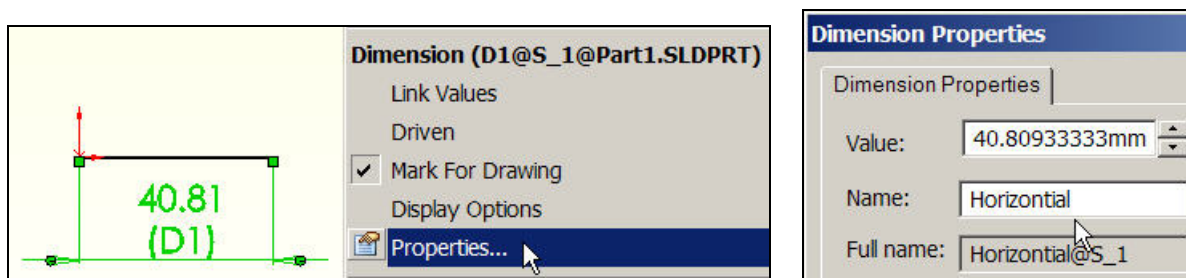 40.81
(D1)
Dimension (D1@S_1@Part1.SLDPRT)
Link Values
Driven
Mark For Drawing
Display Options
Properties...
Dimension Properties
Dimension Properties
Value: 40.80933333mm
Name: Horizontial
Full name: Horizontial@S_1